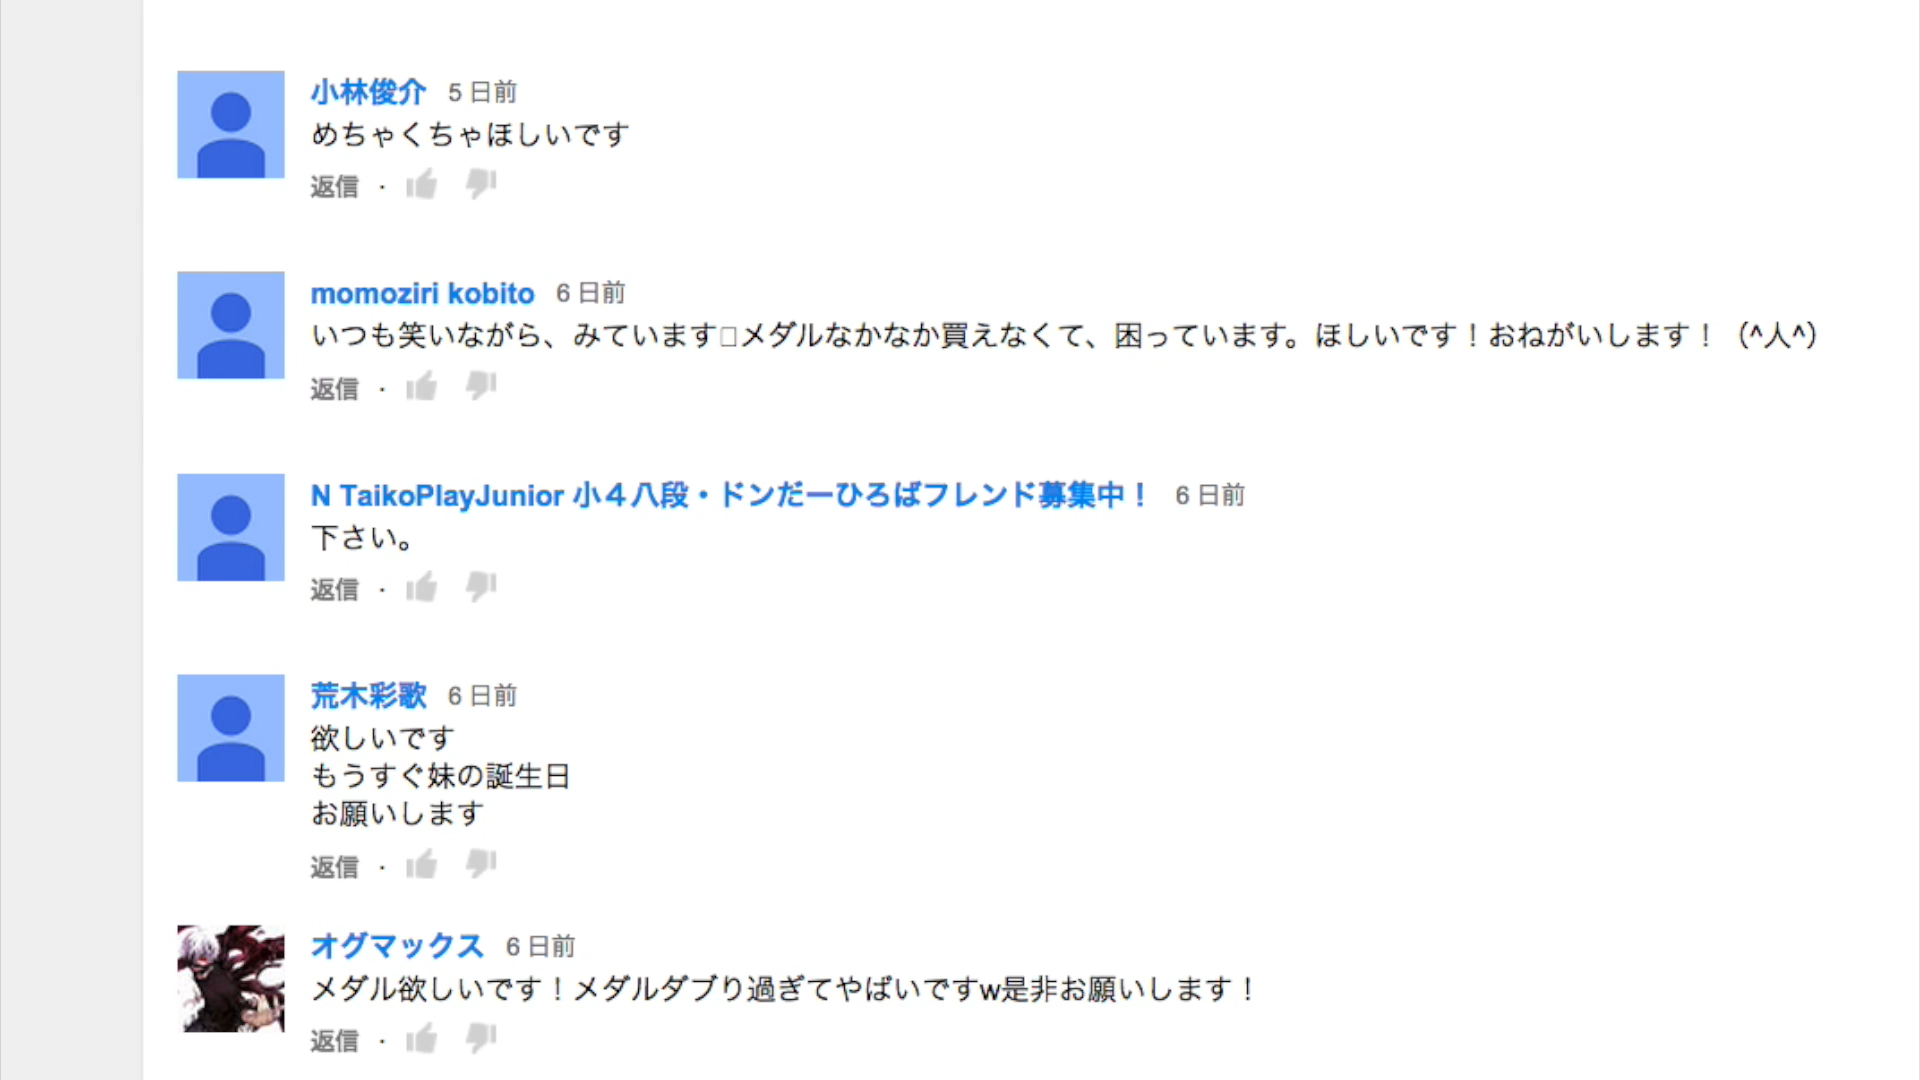 小林俊介 5 日前
めちゃくちゃほしいです
返信 ·
momoziri kobito 6 日前
いつも笑いながら、みています□メダルなかなか買えなくて、困っています。ほしいです！おねがいします！（^人^）
返信 ·
N TaikoPlayJunior 小４八段・ドンだーひろばフレンド募集中！ 6 日前
下さい。
返信 ·
荒木彩歌 6 日前
欲しいです
もうすぐ妹の誕生日
お願いします
返信 ·
オグマックス 6 日前
メダル欲しいです！メダルダブり過ぎてやばいですw是非お願いします！
返信 ·